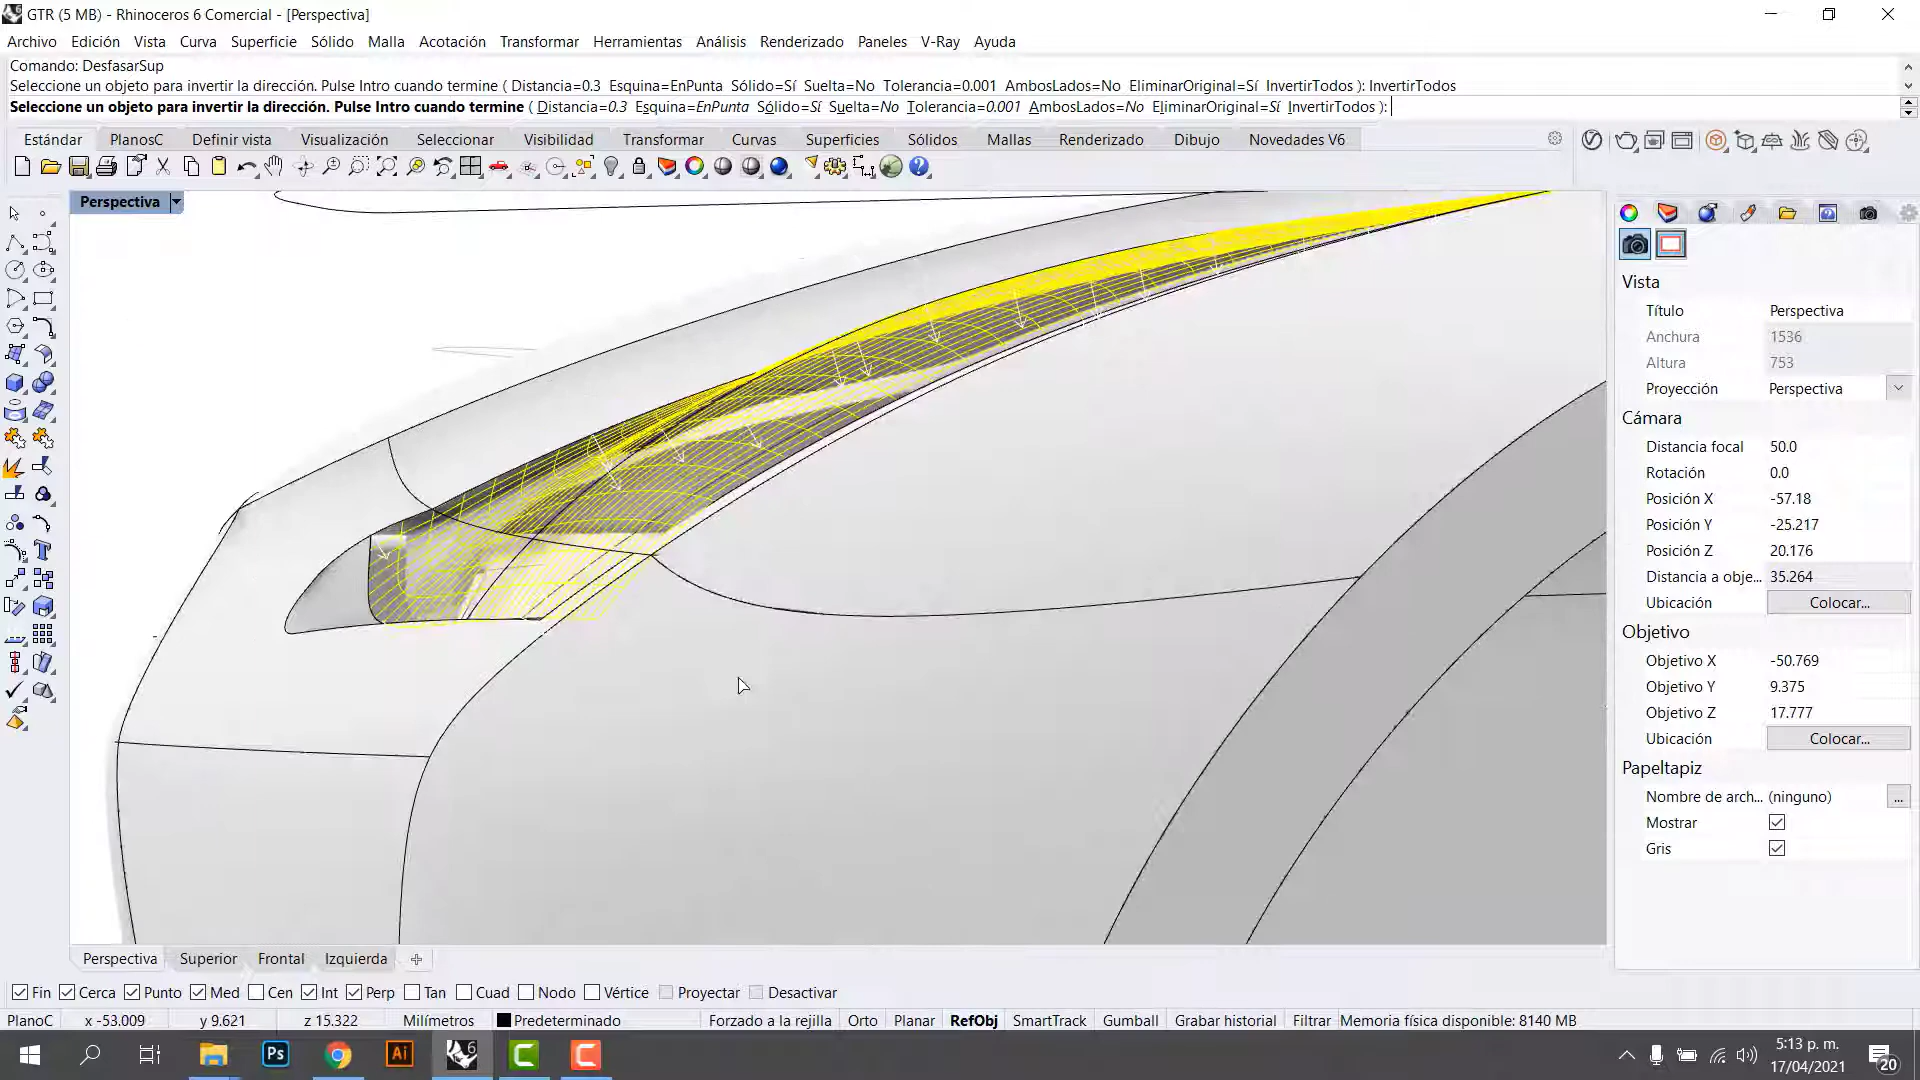 GTR (5 MB) - Rhinoceros 6 Comercial - [Perspectiva]
Archivo Edición Vista Curva Superficie Sólido Malla Acotación Transformar Herramientas Análisis Renderizado Paneles V-Ray Ayuda
Comando: DesfasarSup
Seleccione un objeto para invertir la dirección. Pulse Intro cuando termine ( Distancia=0.3 Esquina=EnPunta Sólido=Sí Suelta=No Tolerancia=0.001 AmbosLados=No EliminarOriginal=Sí InvertirTodos ): InvertirTodos
Seleccione un objeto para invertir la dirección. Pulse Intro cuando termine ( Distancia=0.3 Esquina=EnPunta Sólido=Sí Suelta=No Tolerancia=0.001 AmbosLados=No EliminarOriginal=Sí InvertirTodos ):
Estándar PlanosC Definir vista Visualización Seleccionar Visibilidad Transformar Curvas Superficies Sólidos Mallas Renderizado Dibujo Novedades V6
Perspectiva
Vista
Título Perspectiva
Anchura 1536
Altura 753
Proyección Perspectiva
Cámara
Distancia focal 50.0
Rotación 0.0
Posición X -57.18
Posición Y -25.217
Posición Z 20.176
Distancia a obje... 35.264
Ubicación Colocar...
Objetivo
Objetivo X -50.769
Objetivo Y 9.375
Objetivo Z 17.777
Ubicación Colocar...
Papeltapiz
Nombre de arch... (ninguno) ...
Mostrar
Gris
Perspectiva Superior Frontal Izquierda
Fin Cerca Punto Med Cen Int Perp Tan Cuad Nodo Vértice Proyectar Desactivar
PlanoC x -53.009 y 9.621 z 15.322 Milímetros Predeterminado Forzado a la rejilla Orto Planar RefObj SmartTrack Gumball Grabar historial Filtrar Memoria física disponible: 8140 MB
Ps Ai 6 C C
5:13 p. m.
17/04/2021
20